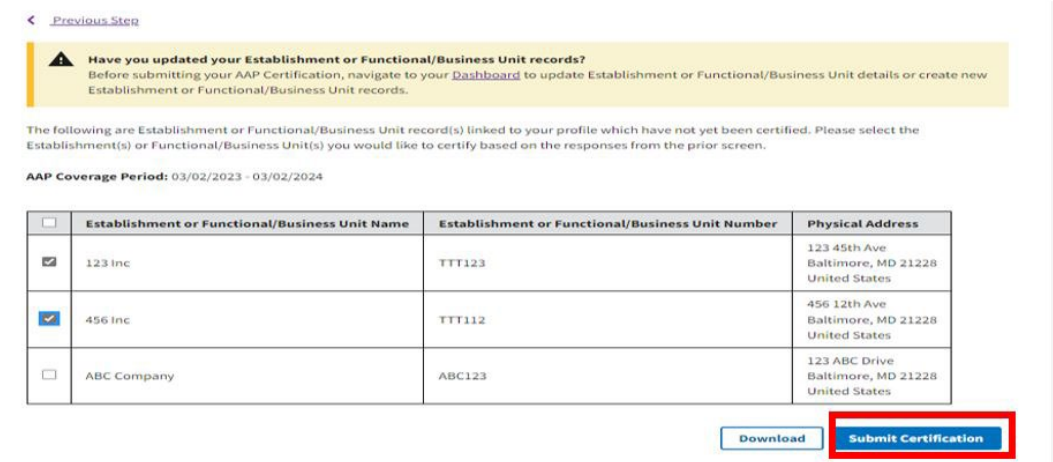 Previous Step
Have you updated your Establishment or Functional/Business Unit records?
Before submitting your AAP Certification, navigate to your Dashboard to update Establishment or Functional/Business Unit details or create new
Establishment or Functional/Business Unit records.
The following are Establishment or Functional/Business Unit record(s) linked to your profile which have not yet been certified. Please select the
Establishment(s) or Functional/Business Unit(s) you would like to certify based on the responses from the prior screen.
AAP Coverage Period: 03/02/2023 - 03/02/2024
Establishment or Functional/Business Unit Name Establishment or Functional/Business Unit Number Physical Address
123 Inc TTT123 123 45th Ave
Baltimore, MD 21228
United States
456 Inc TTT112 456 12th Ave
Baltimore, MD 21228
United States
ABC Company ABC123 123 ABC Drive
Baltimore, MD 21228
United States
Download Submit Certification